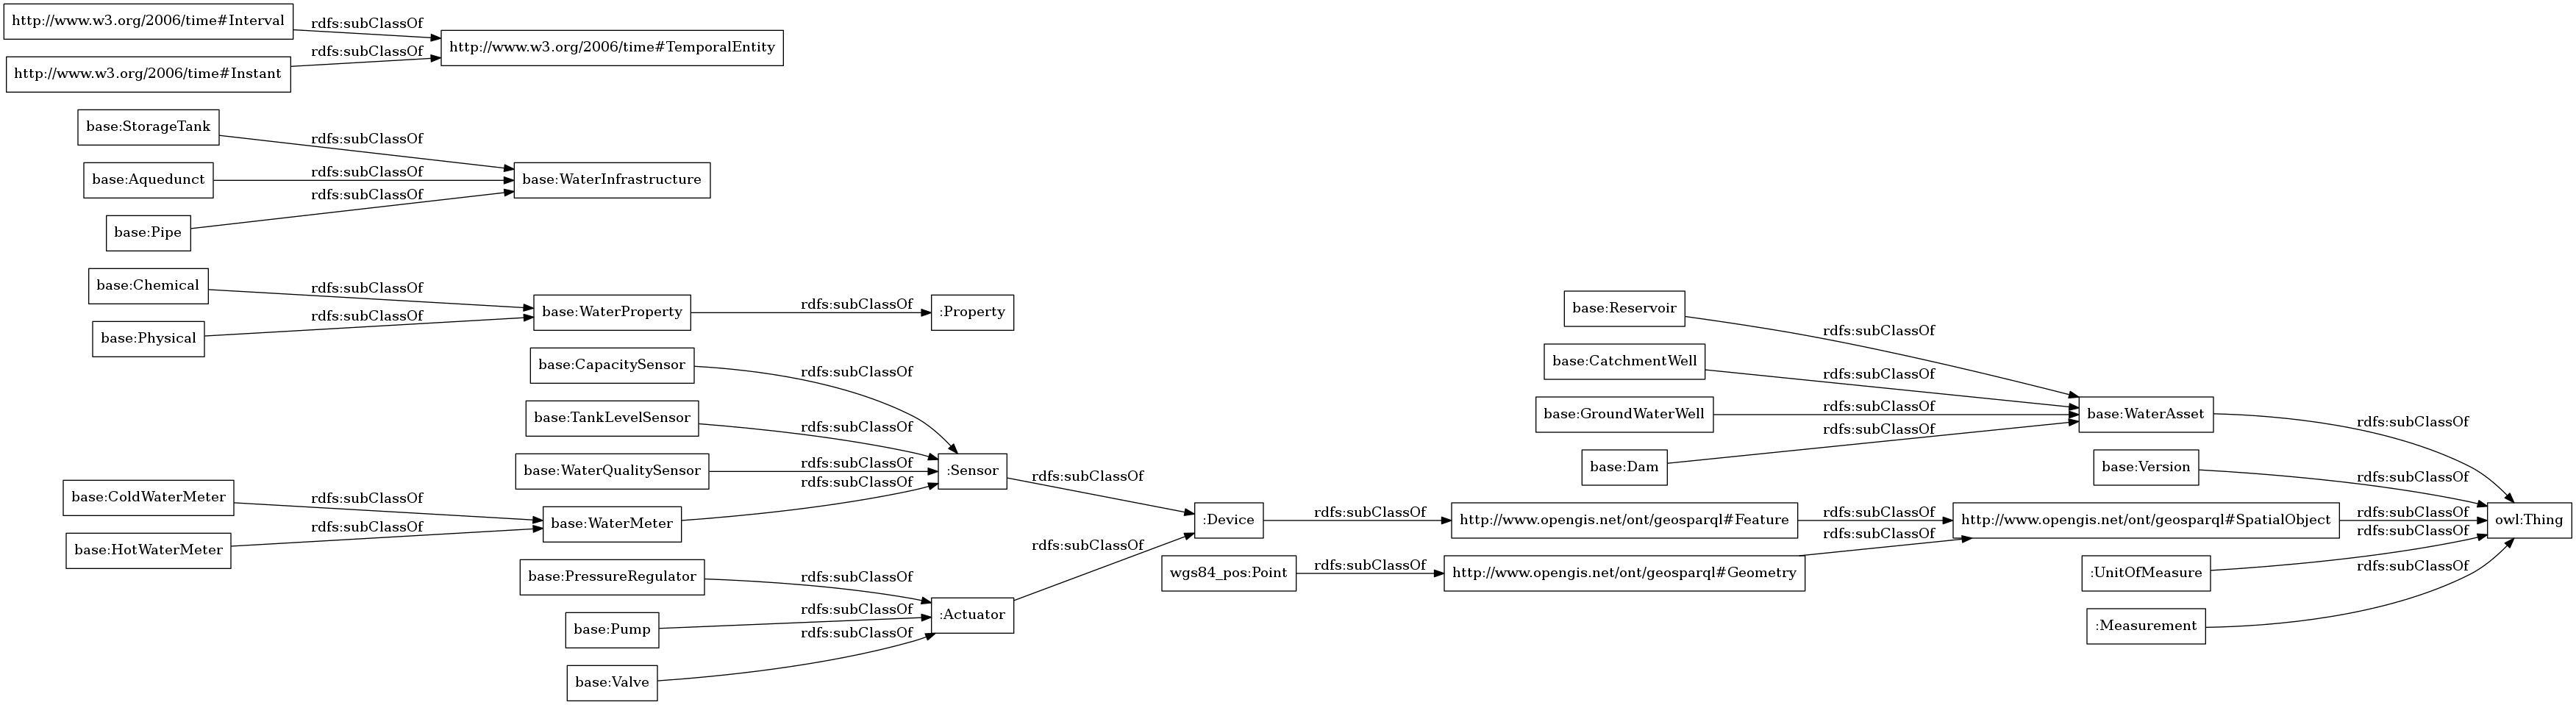 http://www.w3.org/2006/time#Interval
rdfs:subClassOf
http://www.w3.org/2006/time#TemporalEntity
rdfs:subClassOf
http://www.w3.org/2006/time#Instant
base:StorageTank
rdfs:subClassOf
base:Aquedunct
rdfs:subClassOf
base:WaterInfrastructure
rdfs:subClassOf
base:Pipe
base:Chemical
rdfs:subClassOf
base:WaterProperty
rdfs:subClassOf
:Property
rdfs:subClassOf
base:Physical
base:CapacitySensor
rdfs:subClassOf
base:TankLevelSensor
rdfs:subClassOf
base:WaterQualitySensor
rdfs:subClassOf
:Sensor
rdfs:subClassOf
base:ColdWaterMeter
rdfs:subClassOf
base:WaterMeter
rdfs:subClassOf
rdfs:subClassOf
base:HotWaterMeter
base:PressureRegulator
rdfs:subClassOf
base:Pump
rdfs:subClassOf
:Actuator
rdfs:subClassOf
rdfs:subClassOf
base:Valve
:Device
rdfs:subClassOf
http://www.opengis.net/ont/geosparql#Feature
rdfs:subClassOf
http://www.opengis.net/ont/geosparql#SpatialObject
rdfs:subClassOf
owl:Thing
wgs84_pos:Point
rdfs:subClassOf
http://www.opengis.net/ont/geosparql#Geometry
rdfs:subClassOf
base:Reservoir
rdfs:subClassOf
base:CatchmentWell
rdfs:subClassOf
base:GroundWaterWell
rdfs:subClassOf
base:WaterAsset
rdfs:subClassOf
base:Dam
rdfs:subClassOf
base:Version
rdfs:subClassOf
:UnitOfMeasure
rdfs:subClassOf
:Measurement
rdfs:subClassOf